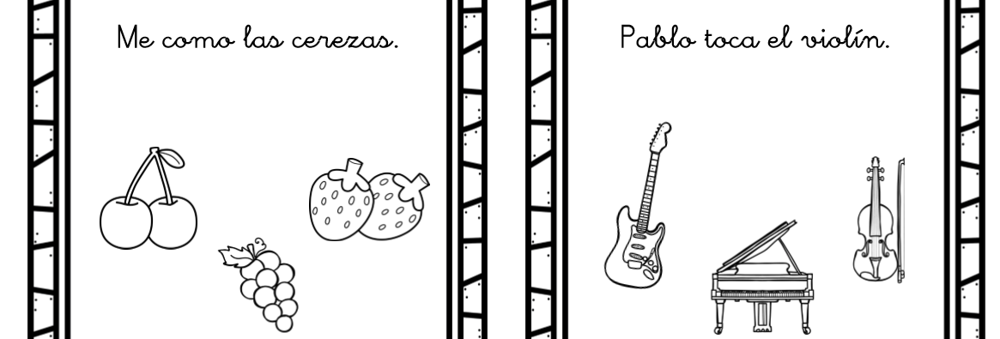 Me como las cerezas.
Pablo toca el violín.